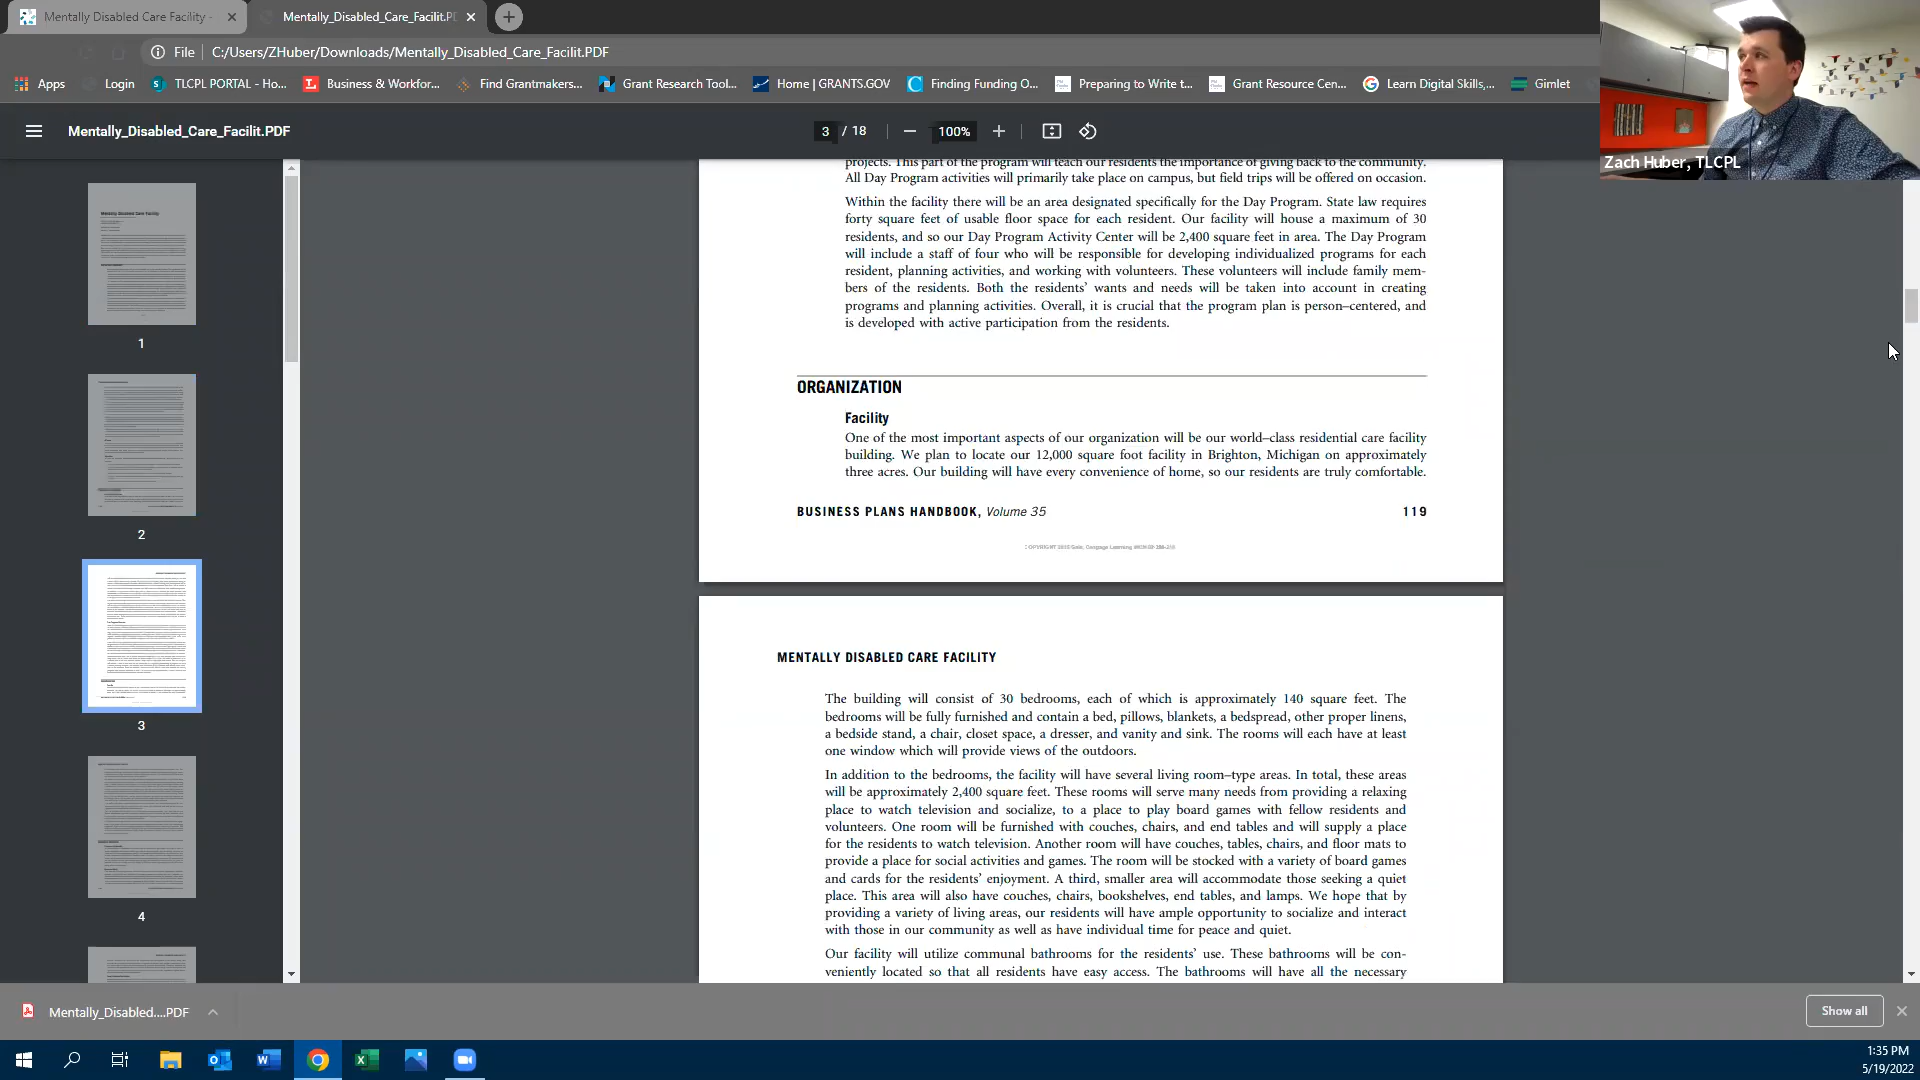 Mentally Disabled Care Facility -
Mentally_Disabled_Care_Facilit.PD
File
C:/Users/ZHuber/Downloads/Mentally_Disabled_Care_Facilit.PDF
Apps
Login
TLCPL PORTAL - Ho...
Business & Workfor...
Find Grantmakers...
Grant Research Tool...
Home | GRANTS.GOV
Finding Funding O...
Preparing to Write t...
Grant Resource Cen...
Learn Digital Skills,...
Gimlet
Zach Huber, TLCPL
Mentally_Disabled_Care_Facilit.PDF
3 / 18
100%
1
2
3
4
projects. This part of the program will teach our residents the importance of giving back to the community.
All Day Program activities will primarily take place on campus, but field trips will be offered on occasion.
Within the facility there will be an area designated specifically for the Day Program. State law requires
forty square feet of usable floor space for each resident. Our facility will house a maximum of 30
residents, and so our Day Program Activity Center will be 2,400 square feet in area. The Day Program
will include a staff of four who will be responsible for developing individualized programs for each
resident, planning activities, and working with volunteers. These volunteers will include family mem-
bers of the residents. Both the residents' wants and needs will be taken into account in creating
programs and planning activities. Overall, it is crucial that the program plan is person–centered, and
is developed with active participation from the residents.
ORGANIZATION
Facility
One of the most important aspects of our organization will be our world–class residential care facility
building. We plan to locate our 12,000 square foot facility in Brighton, Michigan on approximately
three acres. Our building will have every convenience of home, so our residents are truly comfortable.
BUSINESS PLANS HANDBOOK, Volume 35
119
MENTALLY DISABLED CARE FACILITY
The building will consist of 30 bedrooms, each of which is approximately 140 square feet. The
bedrooms will be fully furnished and contain a bed, pillows, blankets, a bedspread, other proper linens,
a bedside stand, a chair, closet space, a dresser, and vanity and sink. The rooms will each have at least
one window which will provide views of the outdoors.
In addition to the bedrooms, the facility will have several living room–type areas. In total, these areas
will be approximately 2,400 square feet. These rooms will serve many needs from providing a relaxing
place to watch television and socialize, to a place to play board games with fellow residents and
volunteers. One room will be furnished with couches, chairs, and end tables and will supply a place
for the residents to watch television. Another room will have couches, tables, chairs, and floor mats to
provide a place for social activities and games. The room will be stocked with a variety of board games
and cards for the residents' enjoyment. A third, smaller area will accommodate those seeking a quiet
place. This area will also have couches, chairs, bookshelves, end tables, and lamps. We hope that by
providing a variety of living areas, our residents will have ample opportunity to socialize and interact
with those in our community as well as have individual time for peace and quiet.
Our facility will utilize communal bathrooms for the residents' use. These bathrooms will be con-
veniently located so that all residents have easy access. The bathrooms will have all the necessary
Mentally_Disabled....PDF
Show all
1:35 PM
5/19/2022